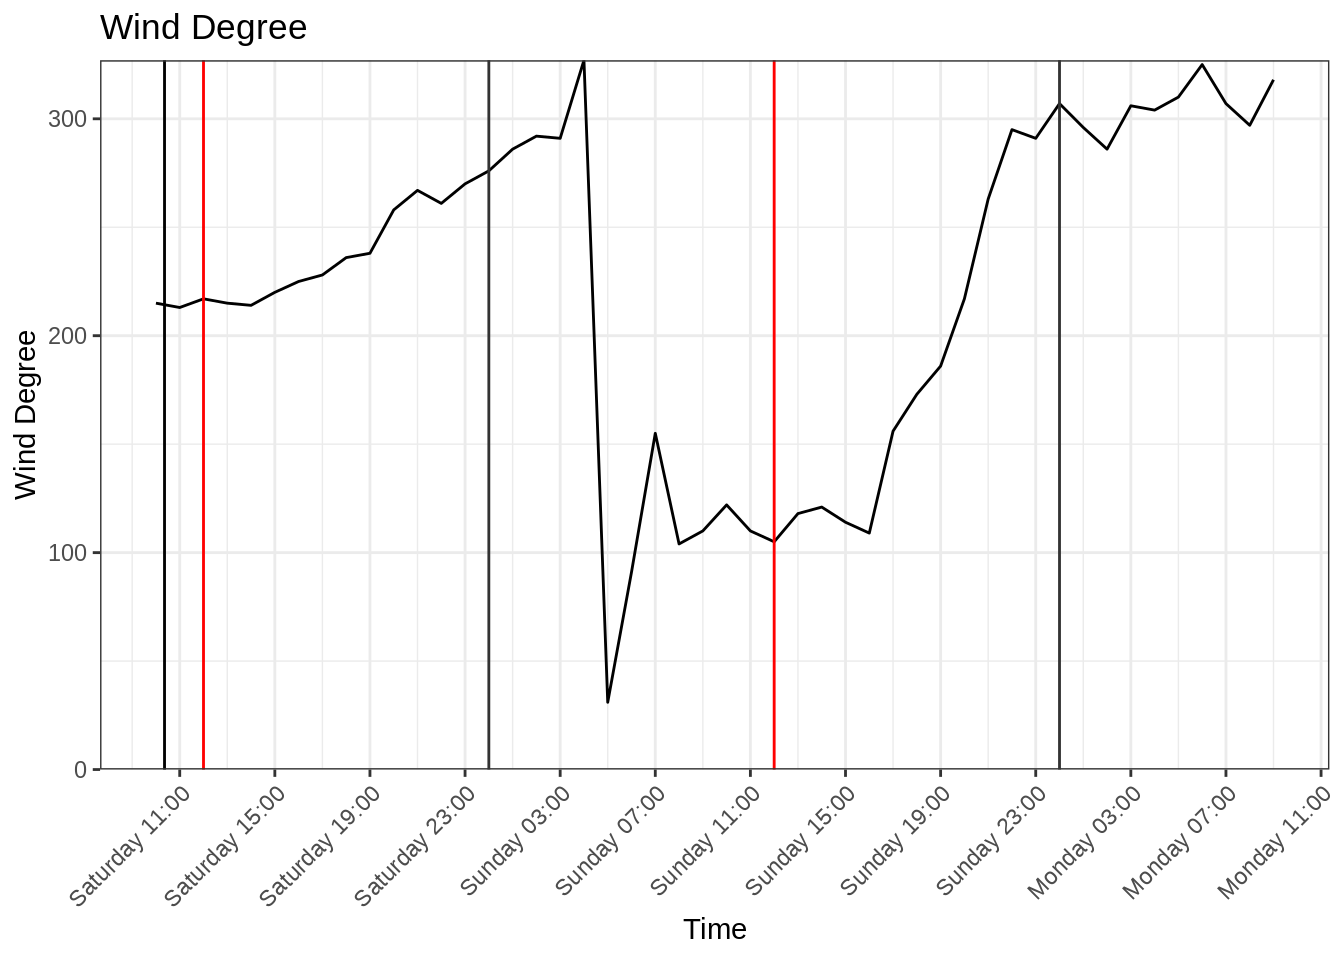 Wind Degree
Wind Degree
300
200
100
0
Saturday 11:00
Saturday 15:00
Saturday 19:00
Saturday 23:00
Sunday 03:00
Sunday 07:00
Sunday 11:00
Sunday 15:00
Sunday 19:00
Sunday 23:00
Monday 03:00
Monday 07:00
Monday 11:00
Time